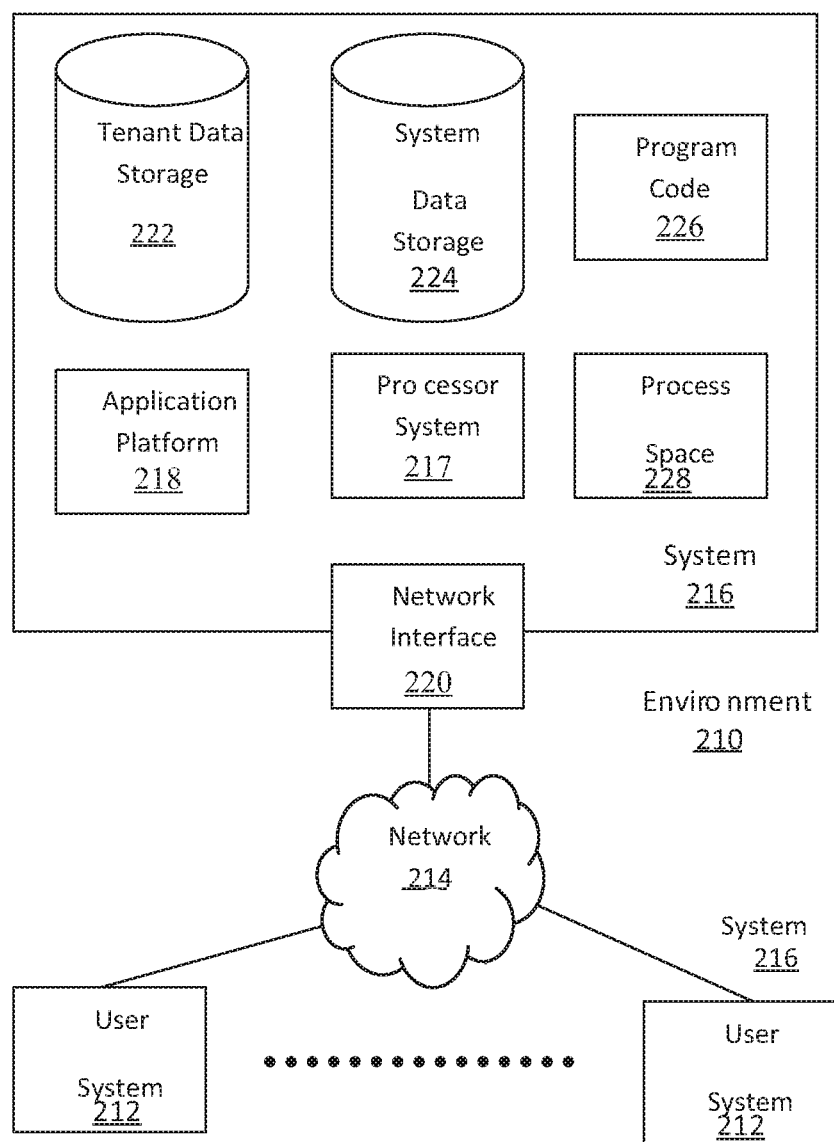 Tenant Data
Storage
222
System
Data
Storage
224
Program
Code
226
Application
Platform
218
Pro cessor
System
217
Process
Space
228
System
216
Network
Interface
220
Enviro nment
210
Network
214
System
216
User
System
212
User
System
212